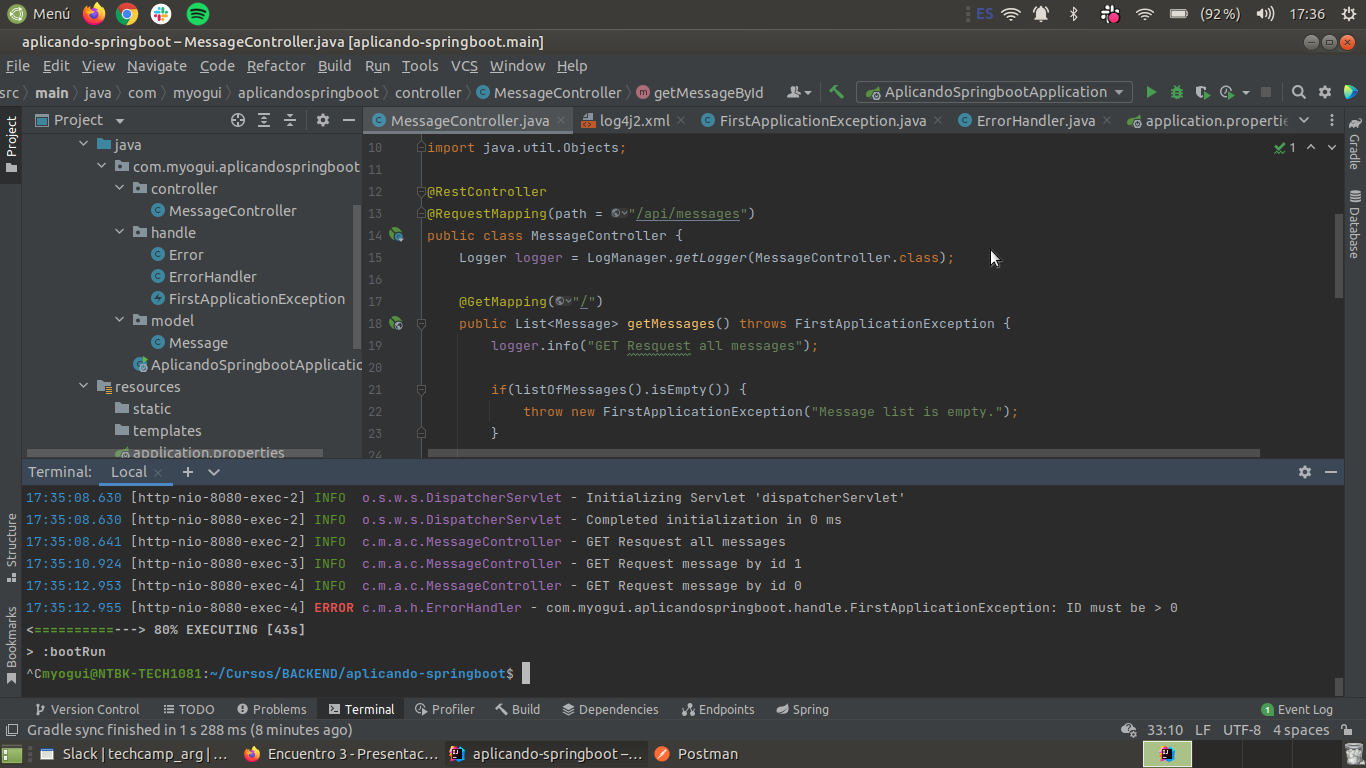 Menú ES (92 %) 17:36
aplicando-springboot – MessageController.java [aplicando-springboot.main]
File Edit View Navigate Code Refactor Build Run Tools VCS Window Help
src main java com myogui aplicandospringboot controller MessageController getMessageById AplicandoSpringbootApplication
Project
Project
MessageController.java log4j2.xml FirstApplicationException.java ErrorHandler.java application.propertie
java
com.myogui.aplicandospringboot
controller
MessageController
handle
Error
ErrorHandler
FirstApplicationException
model
Message
AplicandoSpringbootApplicatio
resources
static
templates
application.properties
10 import java.util.Objects;
1
11
12 @RestController
13 @RequestMapping(path = "/api/messages")
14 public class MessageController {
15 Logger logger = LogManager.getLogger(MessageController.class);
16
17 @GetMapping("/")
18 public List<Message> getMessages() throws FirstApplicationException {
19 logger.info("GET Resquest all messages");
20
21 if(listOfMessages().isEmpty()) {
22 throw new FirstApplicationException("Message list is empty.");
23 }
24
Gradle
Database
Terminal: Local
17:35:08.630 [http-nio-8080-exec-2] INFO o.s.w.s.DispatcherServlet - Initializing Servlet 'dispatcherServlet'
17:35:08.630 [http-nio-8080-exec-2] INFO o.s.w.s.DispatcherServlet - Completed initialization in 0 ms
17:35:08.641 [http-nio-8080-exec-2] INFO c.m.a.c.MessageController - GET Resquest all messages
17:35:10.924 [http-nio-8080-exec-3] INFO c.m.a.c.MessageController - GET Request message by id 1
17:35:12.953 [http-nio-8080-exec-4] INFO c.m.a.c.MessageController - GET Request message by id 0
17:35:12.955 [http-nio-8080-exec-4] ERROR c.m.a.h.ErrorHandler - com.myogui.aplicandospringboot.handle.FirstApplicationException: ID must be > 0
<==========---> 80% EXECUTING [43s]
> :bootRun
^Cmyogui@NTBK-TECH1081:~/Cursos/BACKEND/aplicando-springboot$
Structure
Bookmarks
Version Control TODO Problems Terminal Profiler Build Dependencies Endpoints Spring 1 Event Log
Gradle sync finished in 1 s 288 ms (8 minutes ago) 33:10 LF UTF-8 4 spaces
Slack | techcamp_arg | ... Encuentro 3 - Presentac... aplicando-springboot –... Postman